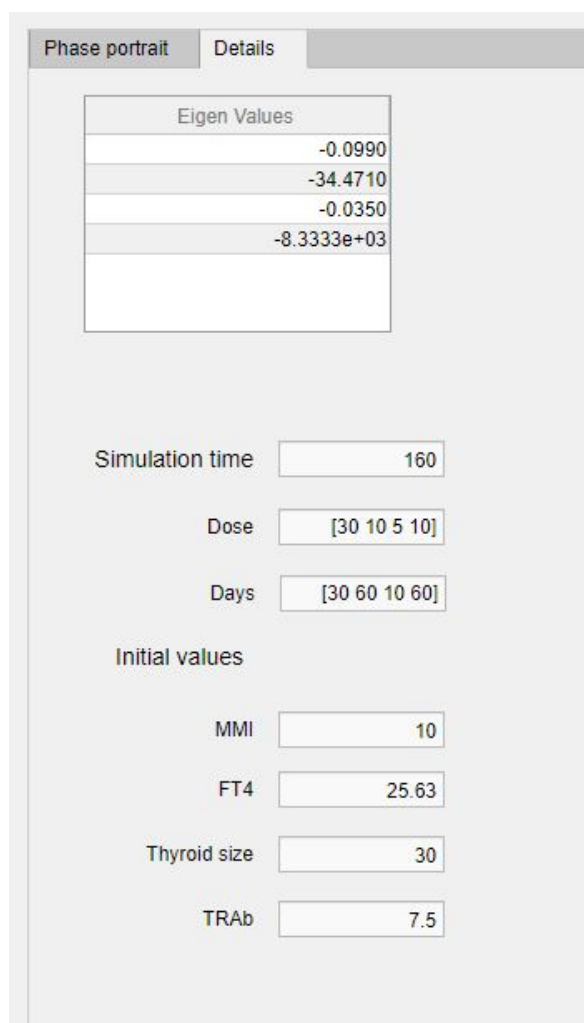 Phase portrait Details
Eigen Values
-0.0990
-34.4710
-0.0350
-8.3333e+03
Simulation time 160
Dose [30 10 5 10]
Days [30 60 10 60]
Initial values
MMI 10
FT4 25.63
Thyroid size 30
TRAb 7.5